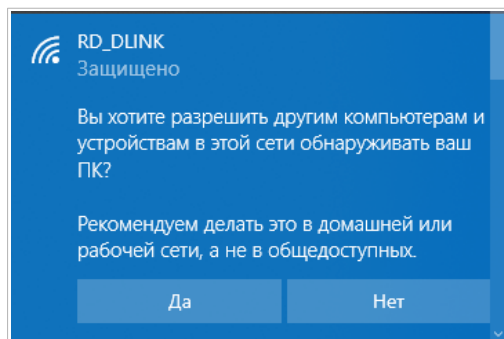 RD_DLINK
Защищено
Вы хотите разрешить другим компьютерам и
устройствам в этой сети обнаруживать ваш
ПК?
Рекомендуем делать это в домашней или
рабочей сети, а не в общедоступных.
Да
Нет